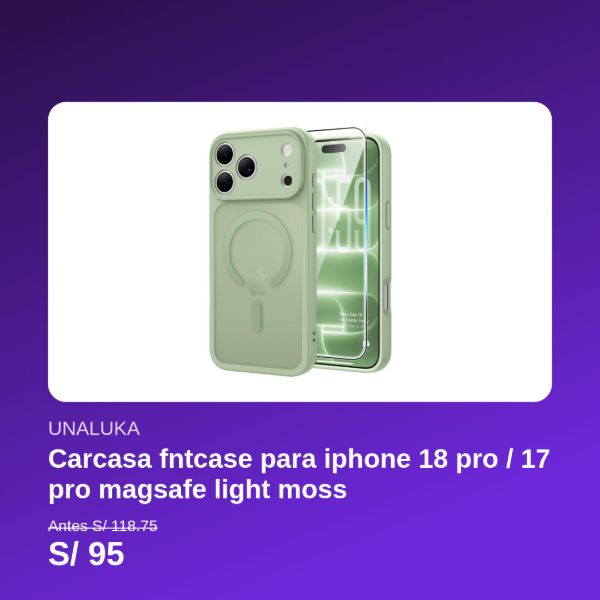 UNALUKA
Carcasa fntcase para iphone 18 pro / 17
pro magsafe light moss
Antes S/ 118.75
S/ 95